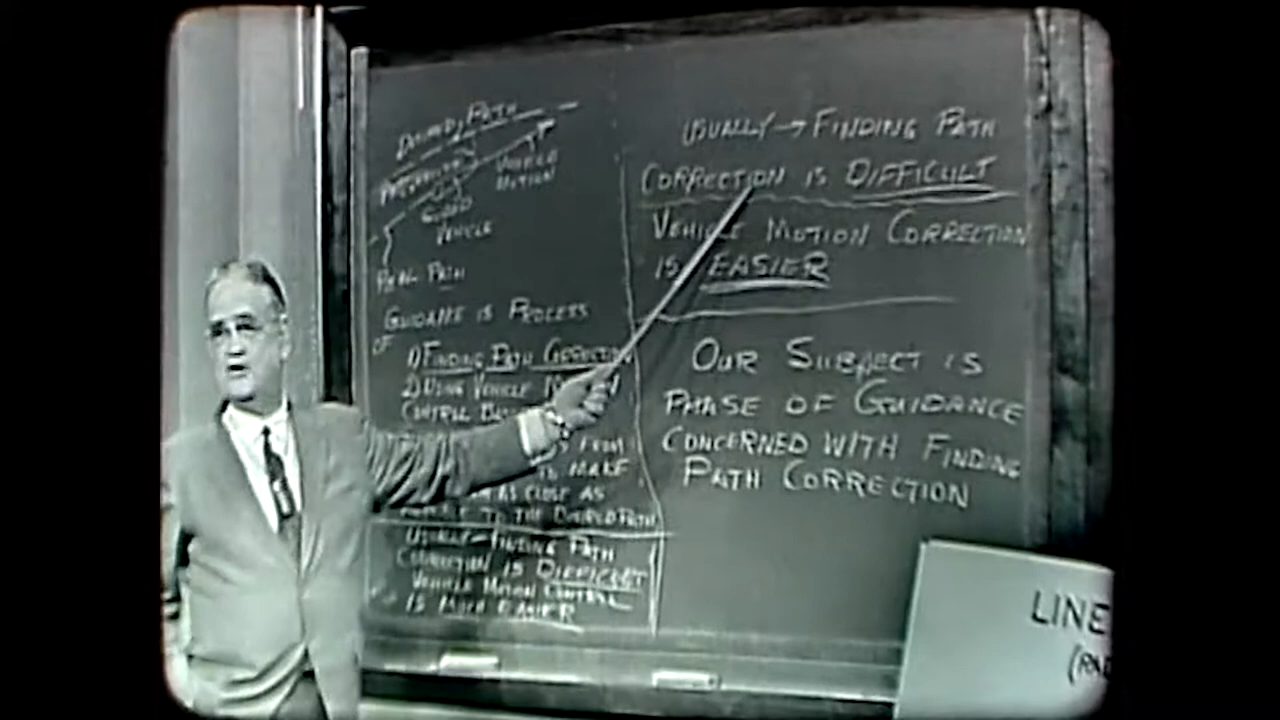 DESIRED PATH
VEHICLE
MOTION
GUIDED
VEHICLE
REAL PATH
GUIDANCE IS PROCESS
OF
1) FINDING PATH CORRECTION
2) USING VEHICLE
CONTROL
FROM
TO MAKE
AS CLOSE AS
TO THE DESIRED PATH
USUALLY - FINDING PATH
CORRECTION IS DIFFICULT
VEHICLE MOTION CONTROL
IS MUCH EASIER
USUALLY → FINDING PATH
CORRECTION IS DIFFICULT
VEHICLE MOTION CORRECTION
IS EASIER
OUR SUBJECT IS
PHASE OF GUIDANCE
CONCERNED WITH FINDING
PATH CORRECTION
LINE